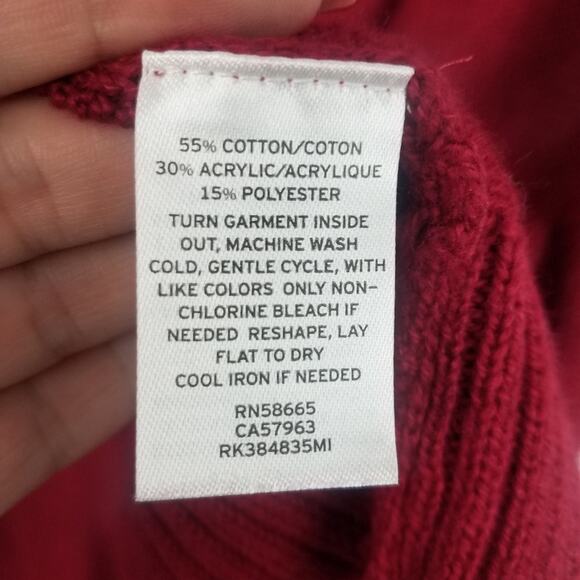 55% COTTON/COTON
30% ACRYLIC/ACRYLIQUE
15% POLYESTER
TURN GARMENT INSIDE
OUT, MACHINE WASH
COLD, GENTLE CYCLE, WITH
LIKE COLORS ONLY NON-
CHLORINE BLEACH IF
NEEDED RESHAPE, LAY
FLAT TO DRY
COOL IRON IF NEEDED
RN58665
CA57963
RK384835MI